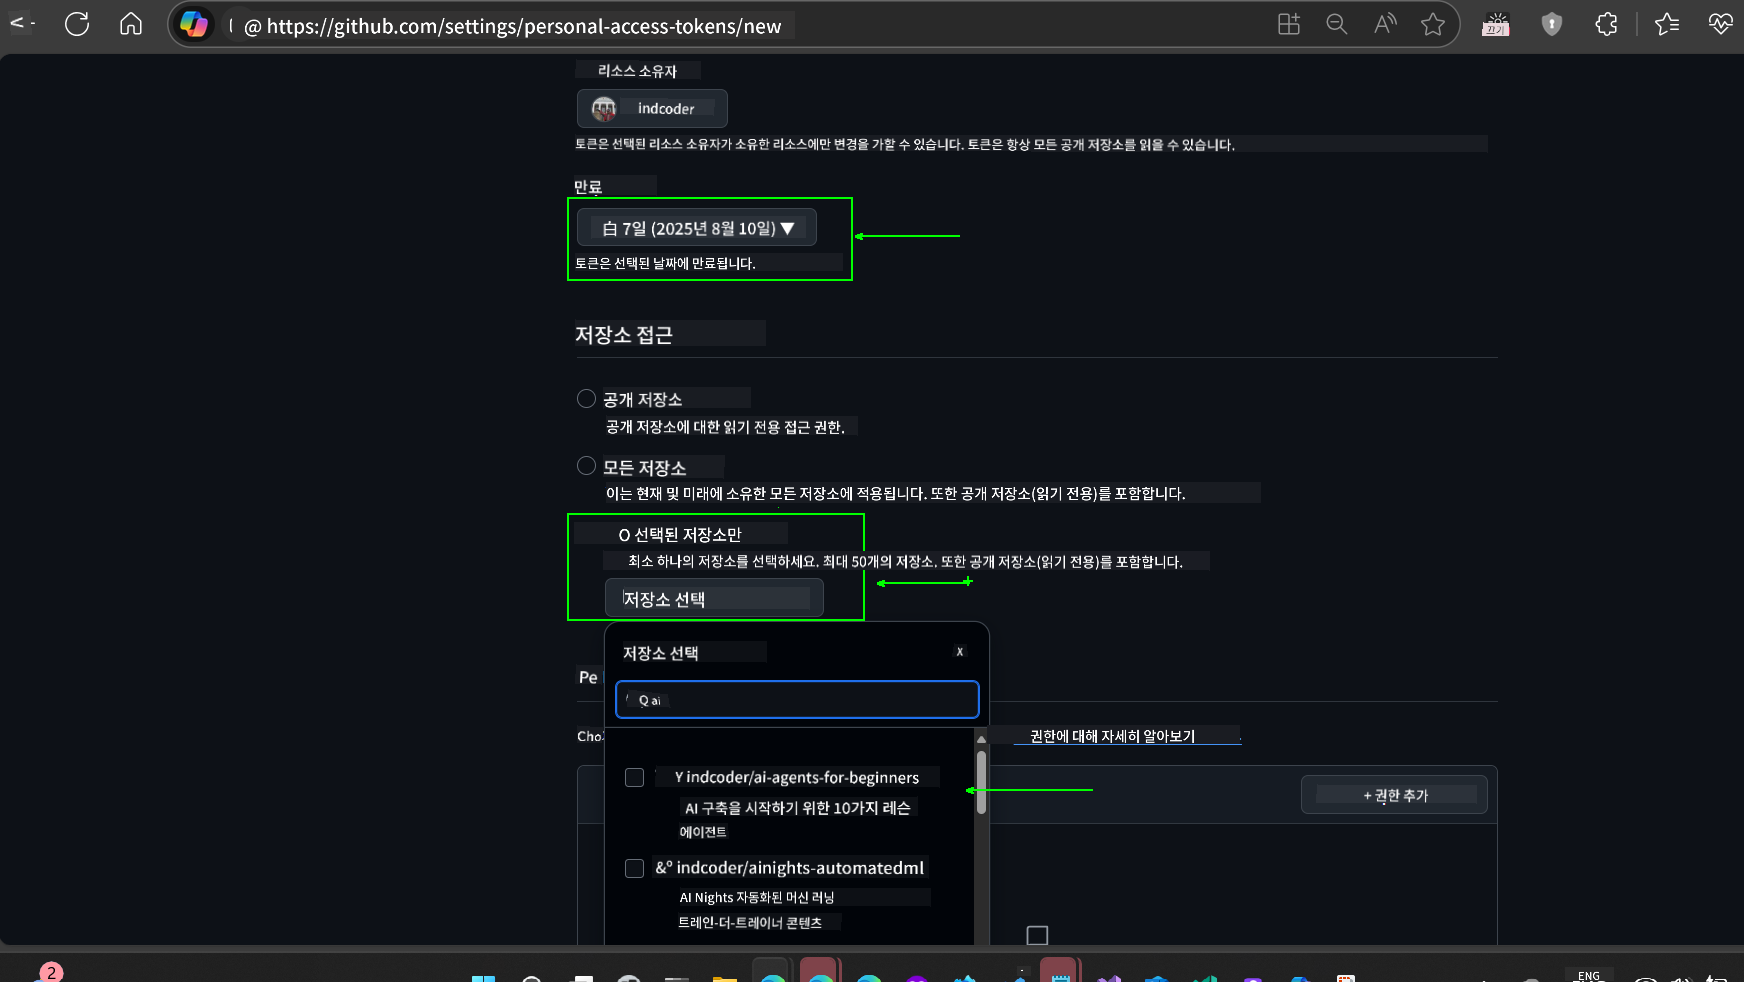 @ https://github.com/settings/personal-access-tokens/new
끄기
리소스 소유자
indcoder
토큰은 선택된 리소스 소유자가 소유한 리소스에만 변경을 가할 수 있습니다. 토큰은 항상 모든 공개 저장소를 읽을 수 있습니다.
만료
白 7일 (2025년 8월 10일) ▼
토큰은 선택된 날짜에 만료됩니다.
저장소 접근
공개 저장소
공개 저장소에 대한 읽기 전용 접근 권한.
모든 저장소
이는 현재 및 미래에 소유한 모든 저장소에 적용됩니다. 또한 공개 저장소(읽기 전용)를 포함합니다.
O 선택된 저장소만
최소 하나의 저장소를 선택하세요. 최대 50개의 저장소. 또한 공개 저장소(읽기 전용)를 포함합니다.
저장소 선택
저장소 선택
x
Pe
Q ai
Cho
권한에 대해 자세히 알아보기
Y indcoder/ai-agents-for-beginners
+ 권한 추가
AI 구축을 시작하기 위한 10가지 레슨
에이전트
&º indcoder/ainights-automatedml
AI Nights 자동화된 머신 러닝
트레인-더-트레이너 콘텐츠
2
ENG